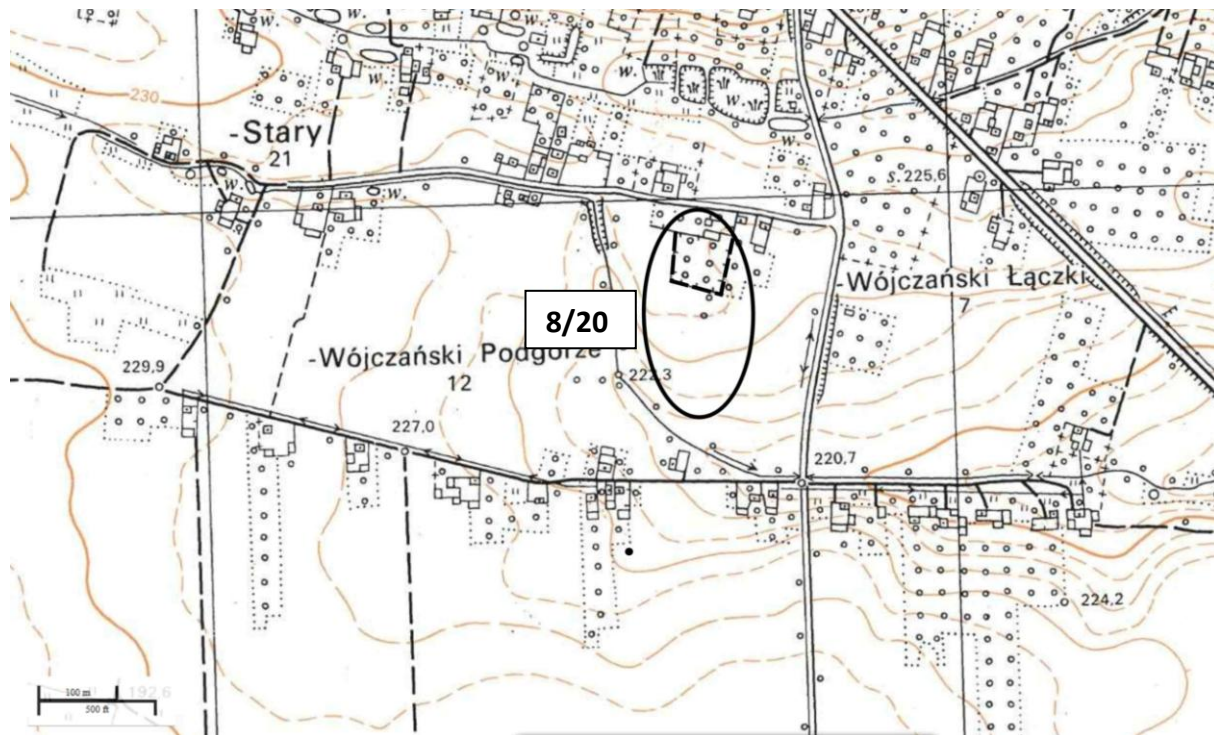 230
-Stary
21
W.
W.
W.
W.
W.
W.
W.
s. 225,6
-Wójczański Łączki
7
8/20
-Wójczański Podgórze
12
229,9
222.3
227.0
220.7
224.2
100 m
192.6
500 ft